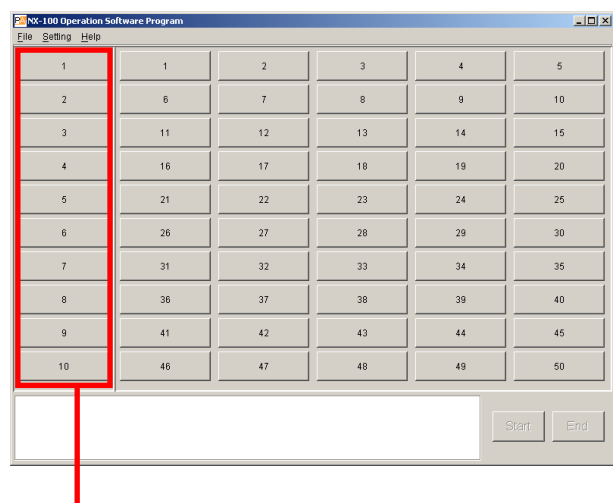 NX-100 Operation Software Program
File Setting Help
1 1 2 3 4 5
2 6 7 8 9 10
3 11 12 13 14 15
4 16 17 18 19 20
5 21 22 23 24 25
6 26 27 28 29 30
7 31 32 33 34 35
8 36 37 38 39 40
9 41 42 43 44 45
10 46 47 48 49 50
Start End